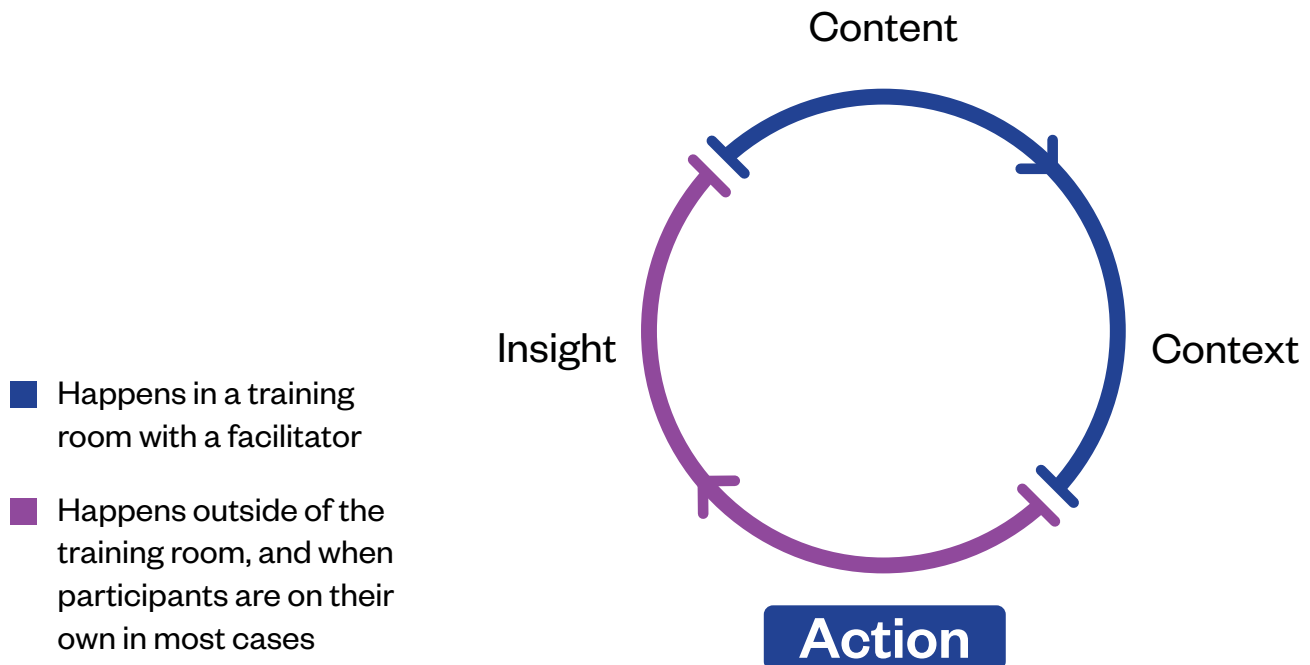 Content
Insight
Context
Happens in a training
room with a facilitator
Happens outside of the
training room, and when
participants are on their
own in most cases
Action